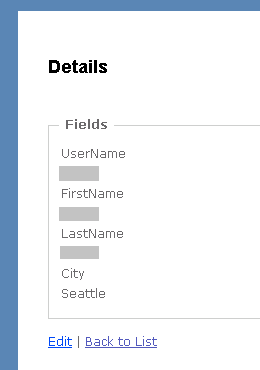 Details
Fields
UserName
FirstName
LastName
City
Seattle
Edit | Back to List